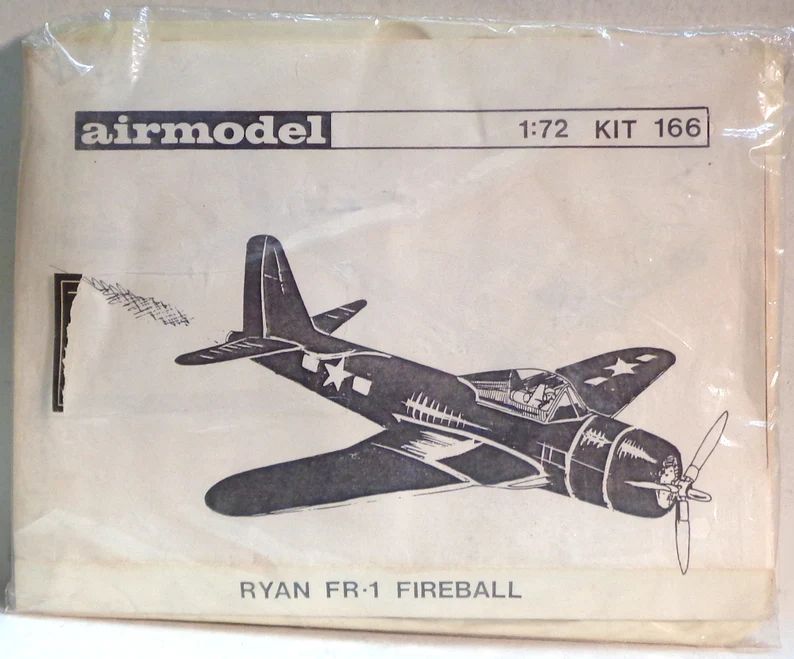 airmodel
1:72 KIT 166
RYAN FR·1 FIREBALL